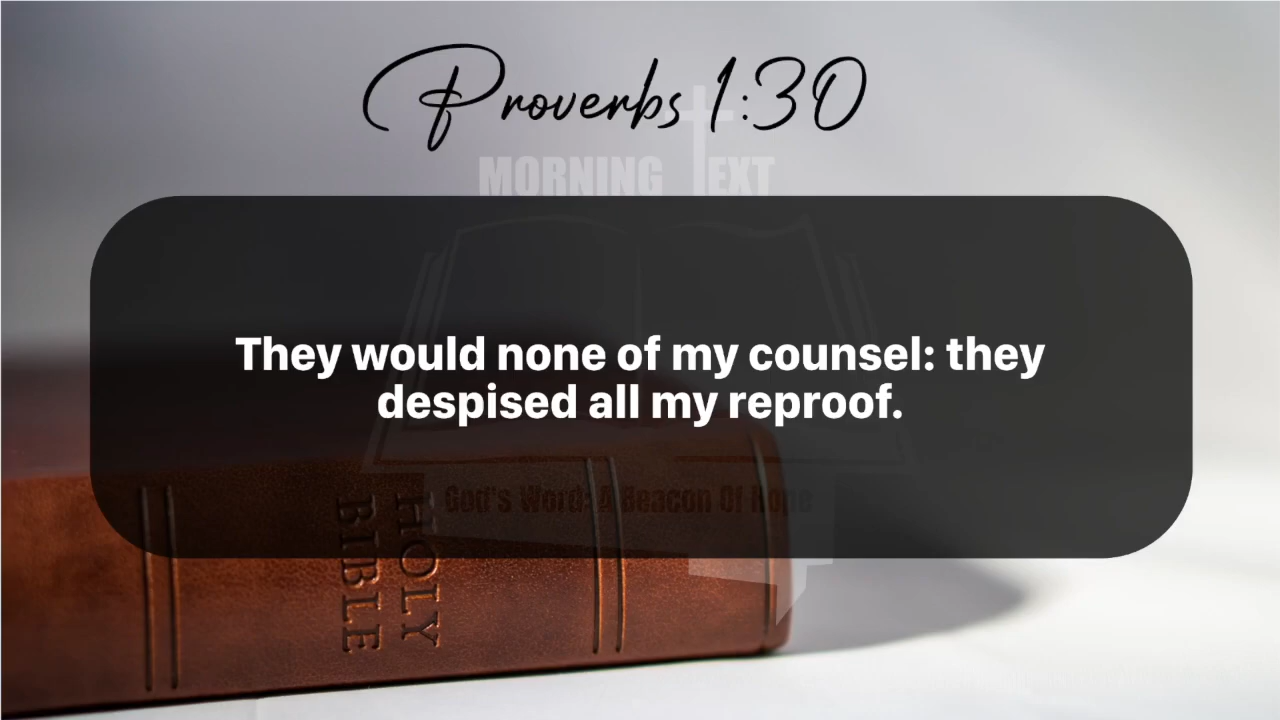 Proverbs 1:30
MORNING TEXT
They would none of my counsel: they
despised all my reproof.
God's Word: A Beacon Of Hope
HOLY
BIBLE